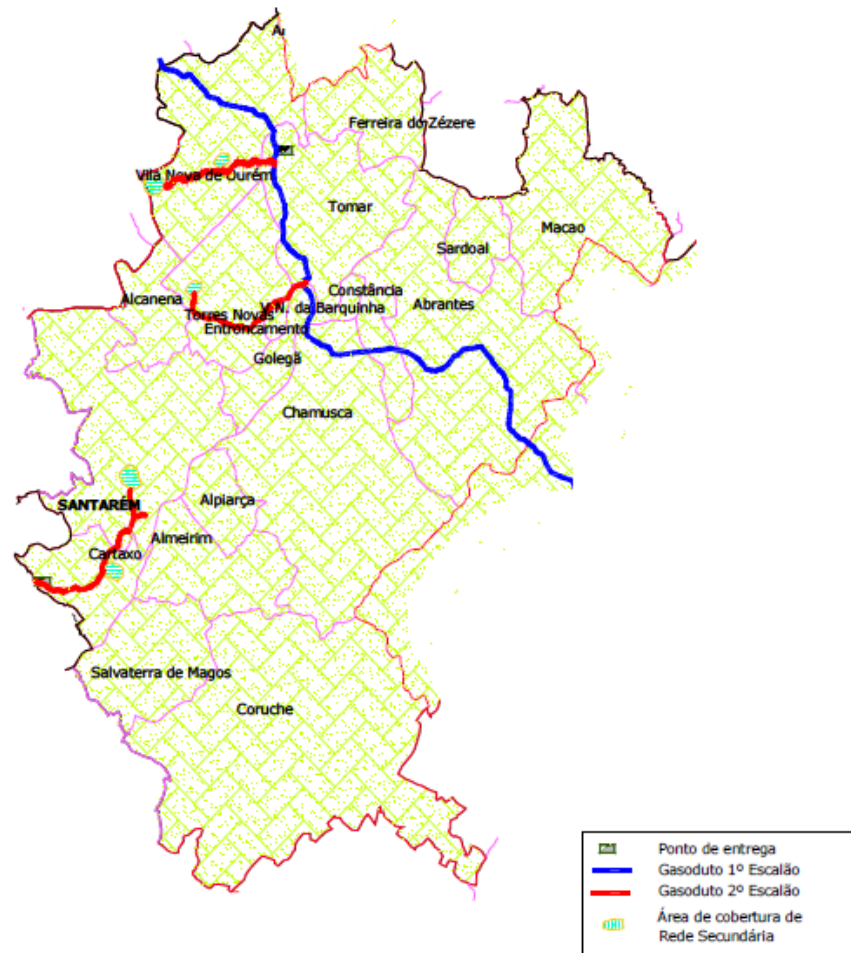 Ferreira do Zézere
Vila Nova de Ourém
Tomar
Macao
Sardoal
Constância
Alcanena
Abrantes
V.N. da Barquinha
Torres Novas
Entroncamento
Golegã
Chamusca
Alpiarça
SANTARÉM
Almeirim
Cartaxo
Salvaterra de Magos
Coruche
Ponto de entrega
Gasoduto 1º Escalão
Gasoduto 2º Escalão
Área de cobertura de
Rede Secundária